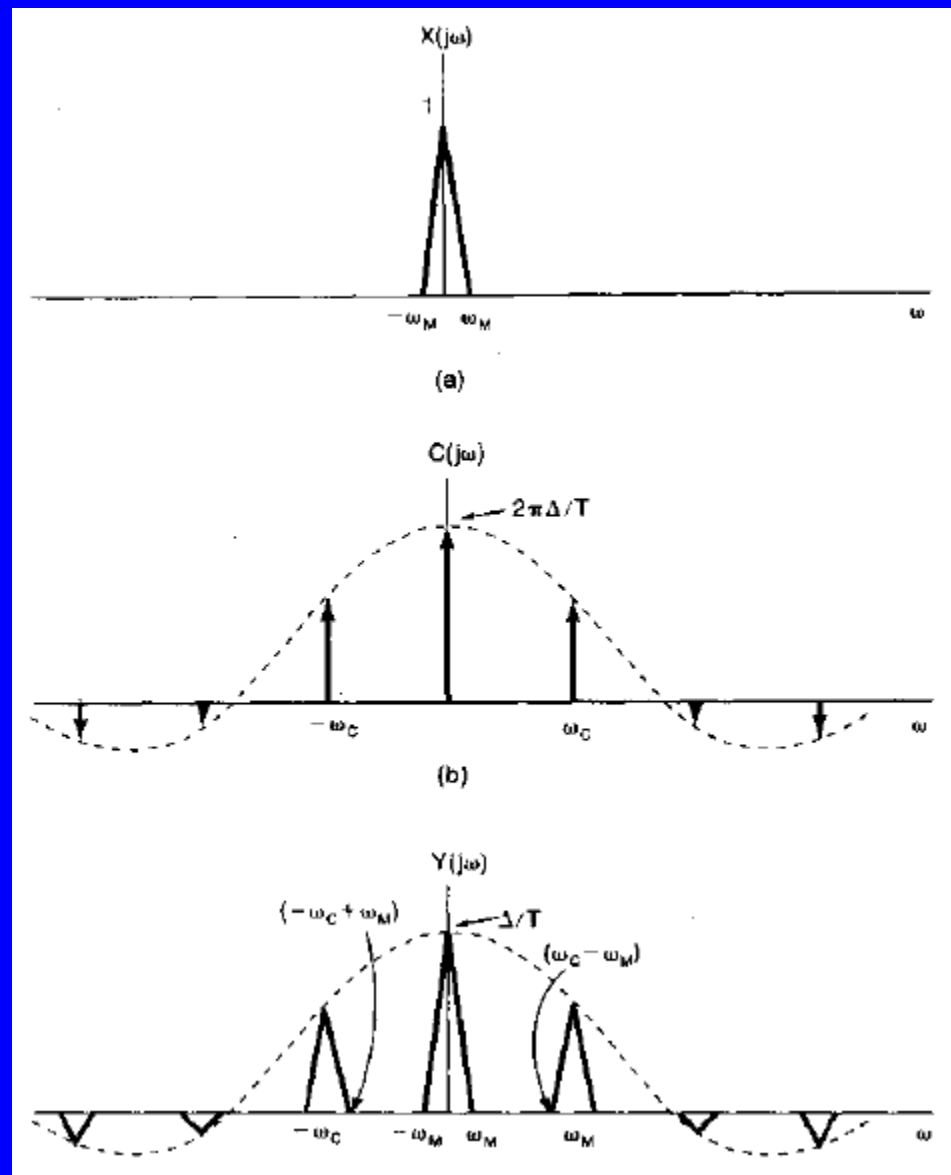 X(jω)
1
-ω_M ω_M ω
(a)
C(jω)
2πΔ/T
-ω_C ω_C ω
(b)
Y(jω)
(-ω_C + ω_M) Δ/T
(ω_C - ω_M)
-ω_C -ω_M ω_M ω_M ω